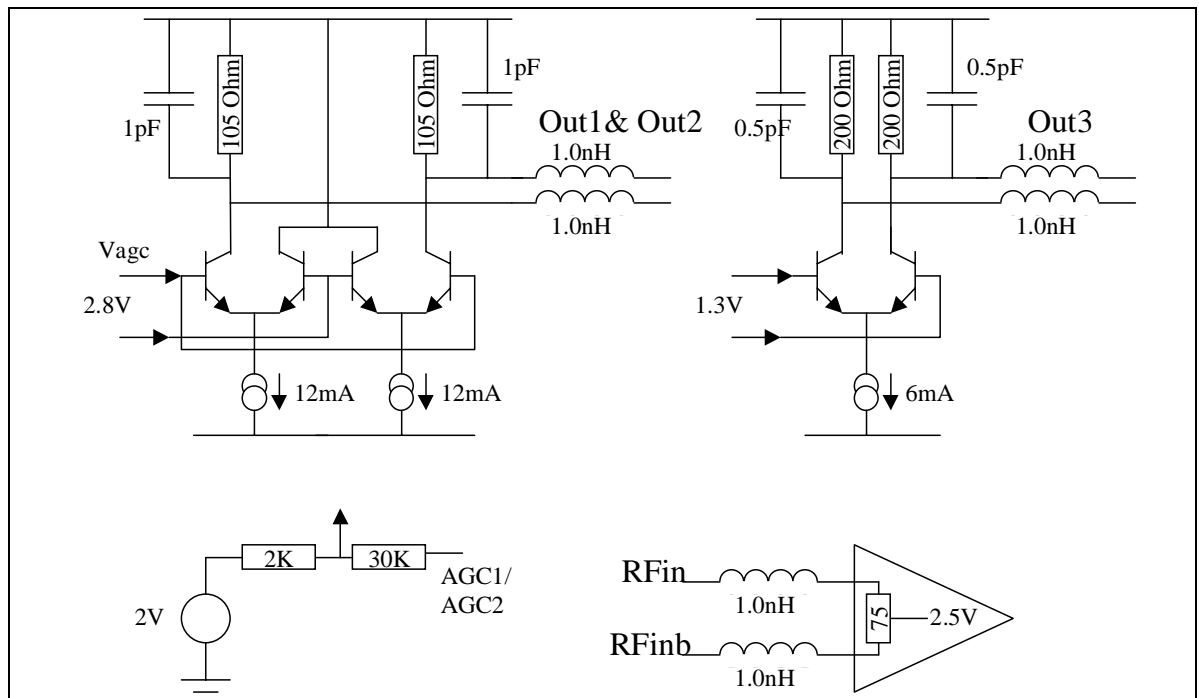 1pF
105 Ohm
105 Ohm
1pF
Out1& Out2
1.0nH
1.0nH
Vagc
2.8V
12mA
12mA
0.5pF
200 Ohm
200 Ohm
0.5pF
Out3
1.0nH
1.0nH
1.3V
6mA
2V
2K
30K
AGC1/
AGC2
RFin
1.0nH
RFinb
1.0nH
75
2.5V